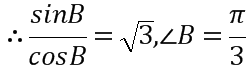 ∴ sinB/cosB = √3, ∠B = π/3